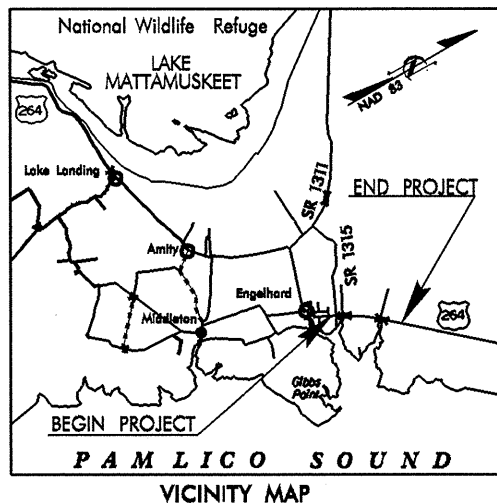 National Wildlife Refuge
LAKE
MATTAMUSKEET
NAD 83
264
Lake Landing
SR 1311
END PROJECT
Amity
SR 1315
Engelhard
264
Middleton
Gibbs
Point
BEGIN PROJECT
PAMLICO SOUND
VICINITY MAP